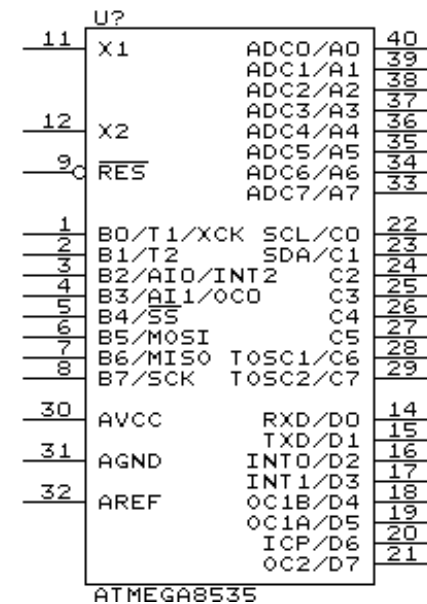 U?
11 X1 ADC0/A0 40
ADC1/A1 39
ADC2/A2 38
ADC3/A3 37
12 X2 ADC4/A4 36
ADC5/A5 35
9 RES ADC6/A6 34
ADC7/A7 33
1 B0/T1/XCK SCL/C0 22
2 B1/T2 SDA/C1 23
3 B2/AI0/INT2 C2 24
4 B3/AI1/OC0 C3 25
5 B4/SS C4 26
6 B5/MOSI C5 27
7 B6/MISO TOSC1/C6 28
8 B7/SCK TOSC2/C7 29
30 AVCC RXD/D0 14
TXD/D1 15
31 AGND INT0/D2 16
INT1/D3 17
32 AREF OC1B/D4 18
OC1A/D5 19
ICP/D6 20
OC2/D7 21
ATMEGA8535